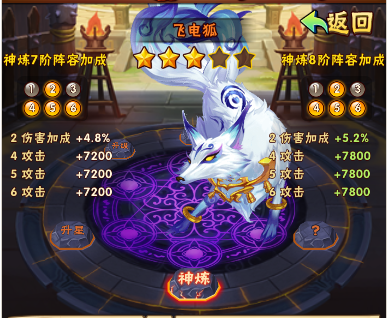 飞电狐
返回
神炼7阶阵容加成
神炼8阶阵容加成
① ② ③
④ ⑤ ⑥
① ② ③
④ ⑤ ⑥
2 伤害加成 +4.8%
4 攻击 +7200
5 攻击 +7200
6 攻击 +7200
2 伤害加成 +5.2%
4 攻击 +7800
5 攻击 +7800
6 攻击 +7800
升星
?
神炼